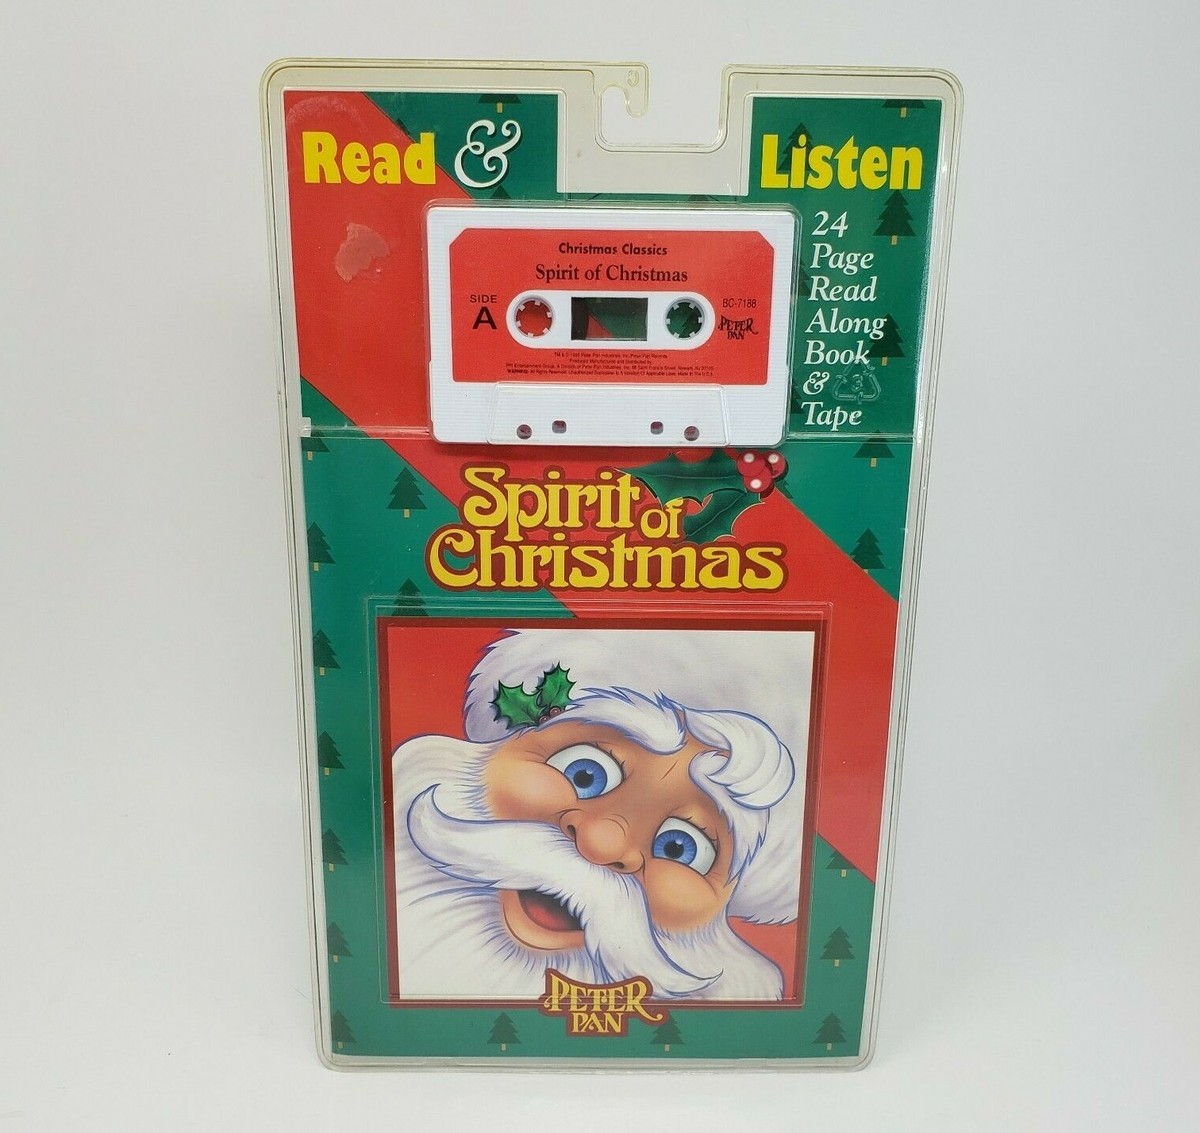 Read & Listen
24
Page
Read
Along
Book
&
Tape
Christmas Classics
Spirit of Christmas
SIDE
A
BC-7188
PETER
PAN
Spirit of
Christmas
PETER
PAN